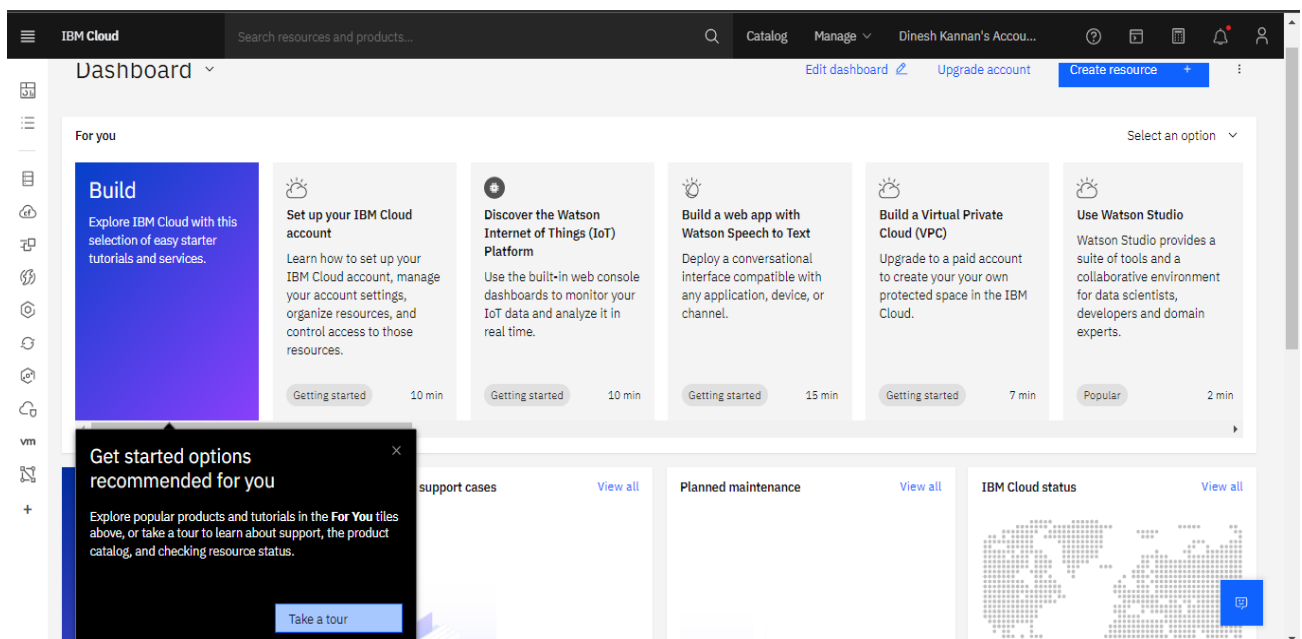 IBM Cloud
Search resources and products...
Catalog
Manage
Dinesh Kannan's Accou...
Dashboard
Edit dashboard
Upgrade account
Create resource +
For you
Select an option
Build
Explore IBM Cloud with this
selection of easy starter
tutorials and services.
Set up your IBM Cloud
account
Learn how to set up your
IBM Cloud account, manage
your account settings,
organize resources, and
control access to those
resources.
Getting started
10 min
Discover the Watson
Internet of Things (IoT)
Platform
Use the built-in web console
dashboards to monitor your
IoT data and analyze it in
real time.
Getting started
10 min
Build a web app with
Watson Speech to Text
Deploy a conversational
interface compatible with
any application, device, or
channel.
Getting started
15 min
Build a Virtual Private
Cloud (VPC)
Upgrade to a paid account
to create your your own
protected space in the IBM
Cloud.
Getting started
7 min
Use Watson Studio
Watson Studio provides a
suite of tools and a
collaborative environment
for data scientists,
developers and domain
experts.
Popular
2 min
vm
Get started options
recommended for you
Explore popular products and tutorials in the For You tiles
above, or take a tour to learn about support, the product
catalog, and checking resource status.
Take a tour
support cases
View all
Planned maintenance
View all
IBM Cloud status
View all